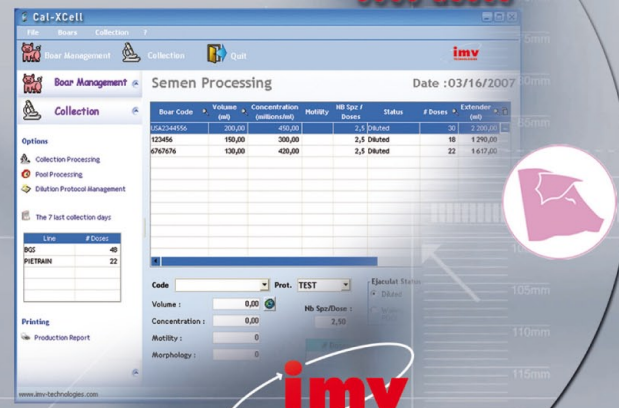 Cal-XCell
File Boars Collection ?
Boar Management Collection Quit imv
Boar Management
Semen Processing Date :03/16/2007
Collection
Boar Code Volume (ml) Concentration (millions/ml) Motility NB Spz / Doses Status # Doses Extender (ml)
USA2344556 200,00 450,00 2,5 Diluted 30 2 200,00
123456 150,00 300,00 2,5 Diluted 18 1 290,00
6767676 130,00 420,00 2,5 Diluted 22 1 617,00
Options
Collection Processing
Pool Processing
Dilution Protocol Management
The 7 last collection days
Line # Doses
BGS 48
PIETRAIN 22
Code Prot. TEST Ejaculat Status
Diluted
Volume : 0,00 Nb Spz/Dose :
Concentration : 0,00 2,50
Motility : 0
Morphology : 0
Printing
Production Report
www.imv-technologies.com
105mm
110mm
115mm
imv